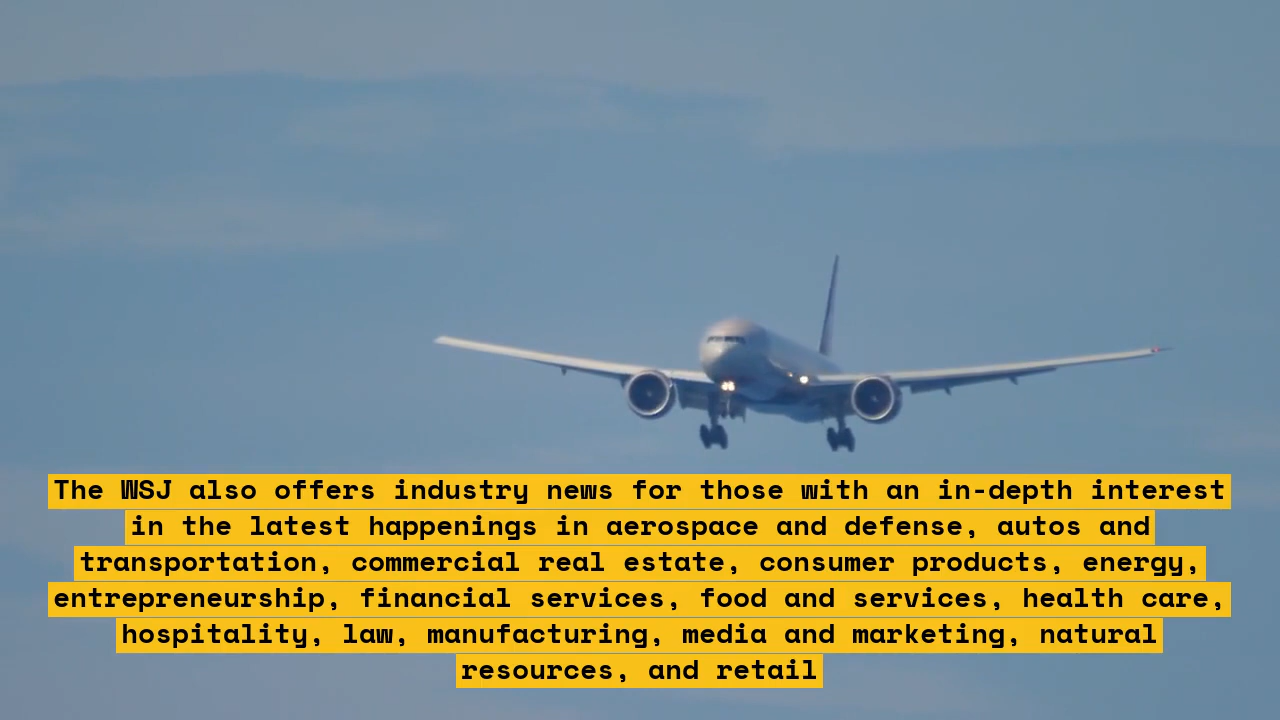 The WSJ also offers industry news for those with an in-depth interest
in the latest happenings in aerospace and defense, autos and
transportation, commercial real estate, consumer products, energy,
entrepreneurship, financial services, food and services, health care,
hospitality, law, manufacturing, media and marketing, natural
resources, and retail